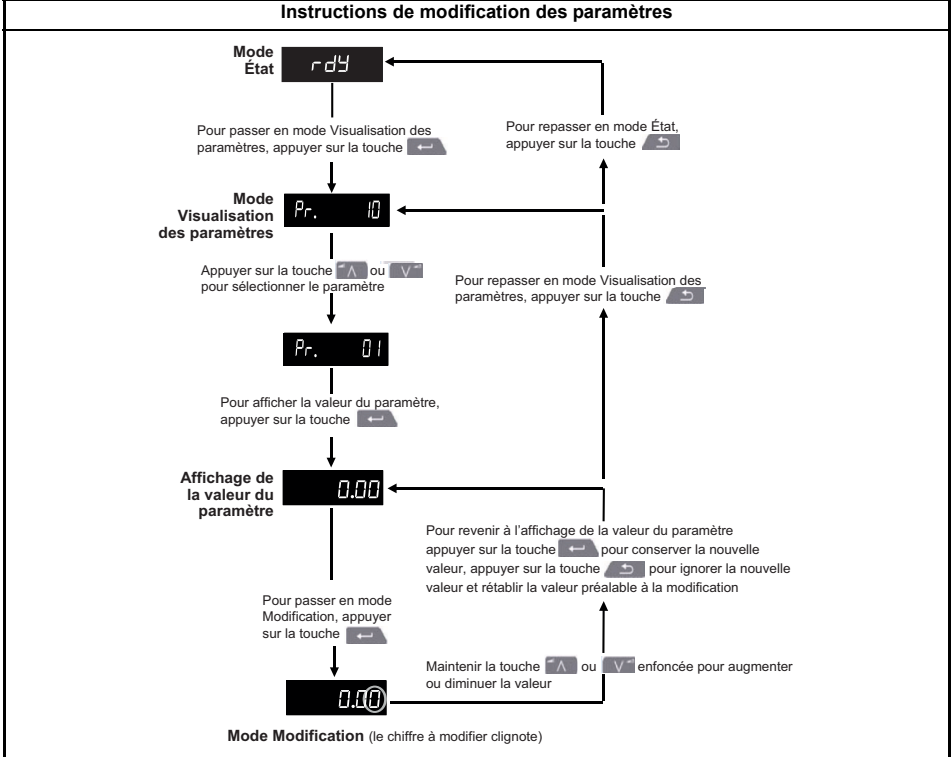 Instructions de modification des paramètres
Mode
État
rdy
Pour passer en mode Visualisation des
paramètres, appuyer sur la touche
Pour repasser en mode État,
appuyer sur la touche
Mode
Visualisation
des paramètres
Pr. 10
Appuyer sur la touche ou
pour sélectionner le paramètre
Pour repasser en mode Visualisation des
paramètres, appuyer sur la touche
Pr. 01
Pour afficher la valeur du paramètre,
appuyer sur la touche
Affichage de
la valeur du
paramètre
0.00
Pour revenir à l'affichage de la valeur du paramètre
appuyer sur la touche pour conserver la nouvelle
valeur, appuyer sur la touche pour ignorer la nouvelle
valeur et rétablir la valeur préalable à la modification
Pour passer en mode
Modification, appuyer
sur la touche
Maintenir la touche ou enfoncée pour augmenter
ou diminuer la valeur
0.00
Mode Modification (le chiffre à modifier clignote)